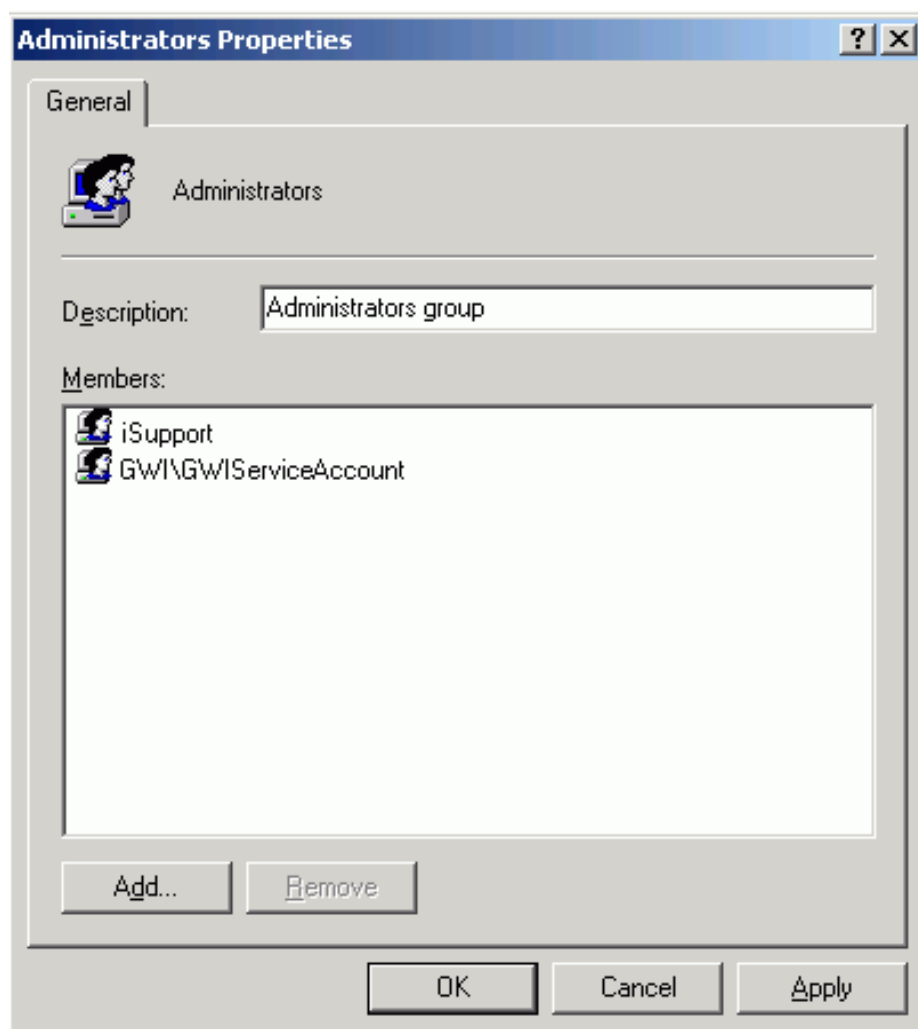 Administrators Properties
General
Administrators
Description: Administrators group
Members:
iSupport
GWI\GWIServiceAccount
Add... Remove
OK Cancel Apply